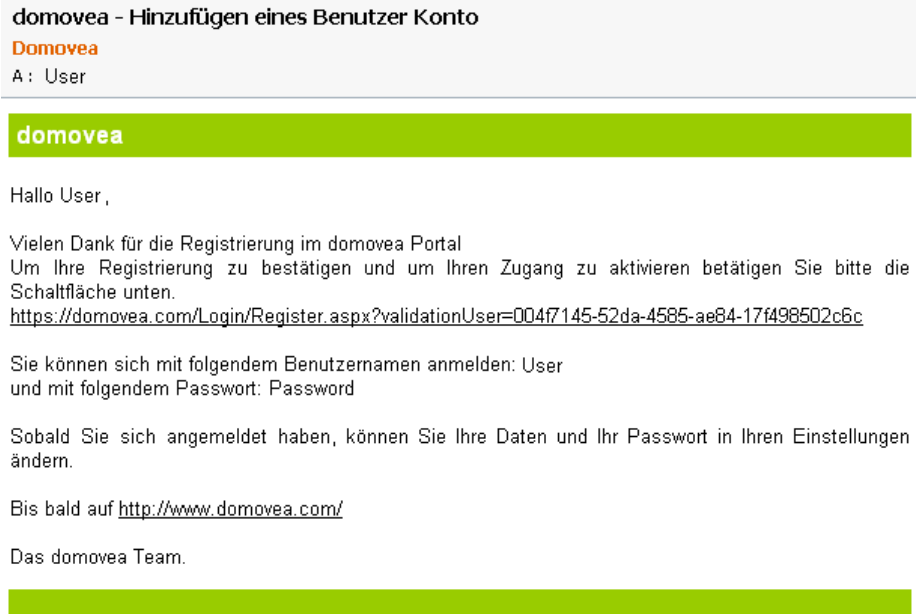 domovea - Hinzufügen eines Benutzer Konto
Domovea
A: User
domovea
Hallo User,
Vielen Dank für die Registrierung im domovea Portal
Um Ihre Registrierung zu bestätigen und um Ihren Zugang zu aktivieren betätigen Sie bitte die
Schaltfläche unten.
https://domovea.com/Login/Register.aspx?validationUser=004f7145-52da-4585-ae84-17f498502c6c
Sie können sich mit folgendem Benutzernamen anmelden: User
und mit folgendem Passwort: Password
Sobald Sie sich angemeldet haben, können Sie Ihre Daten und Ihr Passwort in Ihren Einstellungen
ändern.
Bis bald auf http://www.domovea.com/
Das domovea Team.